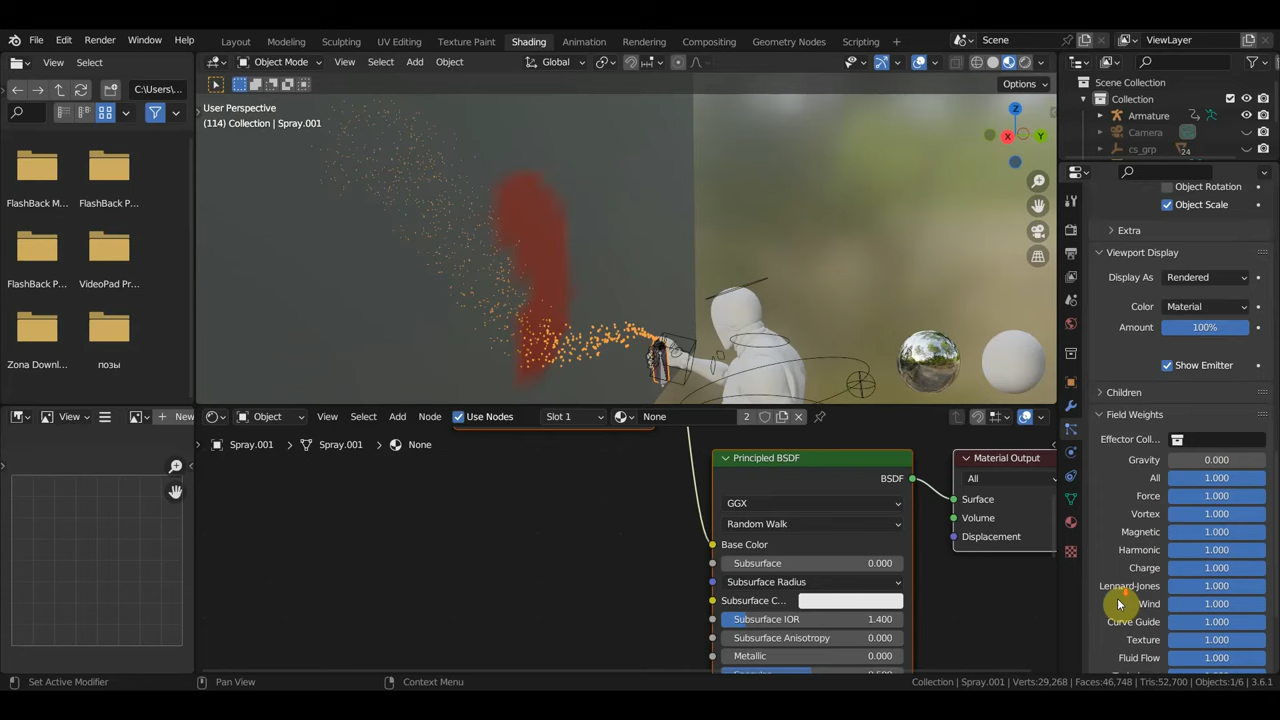 File Edit Render Window Help
Layout Modeling Sculpting UV Editing Texture Paint Shading Animation Rendering Compositing Geometry Nodes Scripting
Scene
ViewLayer
View Select
Object Mode View Select Add Object
Global
Options
C:\Users\...
User Perspective
(114) Collection | Spray.001
Z
X
Y
FlashBack M...
FlashBack P...
FlashBack P...
VideoPad Pr...
Zona Downl...
позы
Scene Collection
Collection
Armature
Camera
cs_grp
24
Object Rotation
Object Scale
Extra
Viewport Display
Display As Rendered
Color Material
Amount 100%
Show Emitter
Children
Field Weights
Effector Coll...
Gravity 0.000
All 1.000
Force 1.000
Vortex 1.000
Magnetic 1.000
Harmonic 1.000
Charge 1.000
Lennard-Jones 1.000
Wind 1.000
Curve Guide 1.000
Texture 1.000
Fluid Flow 1.000
View
New
Object View Select Add Node Use Nodes Slot 1 None 2
Spray.001 Spray.001 None
Principled BSDF
BSDF
GGX
Random Walk
Base Color
Subsurface 0.000
Subsurface Radius
Subsurface C...
Subsurface IOR 1.400
Subsurface Anisotropy 0.000
Metallic 0.000
Material Output
All
Surface
Volume
Displacement
Set Active Modifier
Pan View
Context Menu
Collection | Spray.001 | Verts:29,268 | Faces:46,748 | Tris:52,700 | Objects:1/6 | 3.6.1